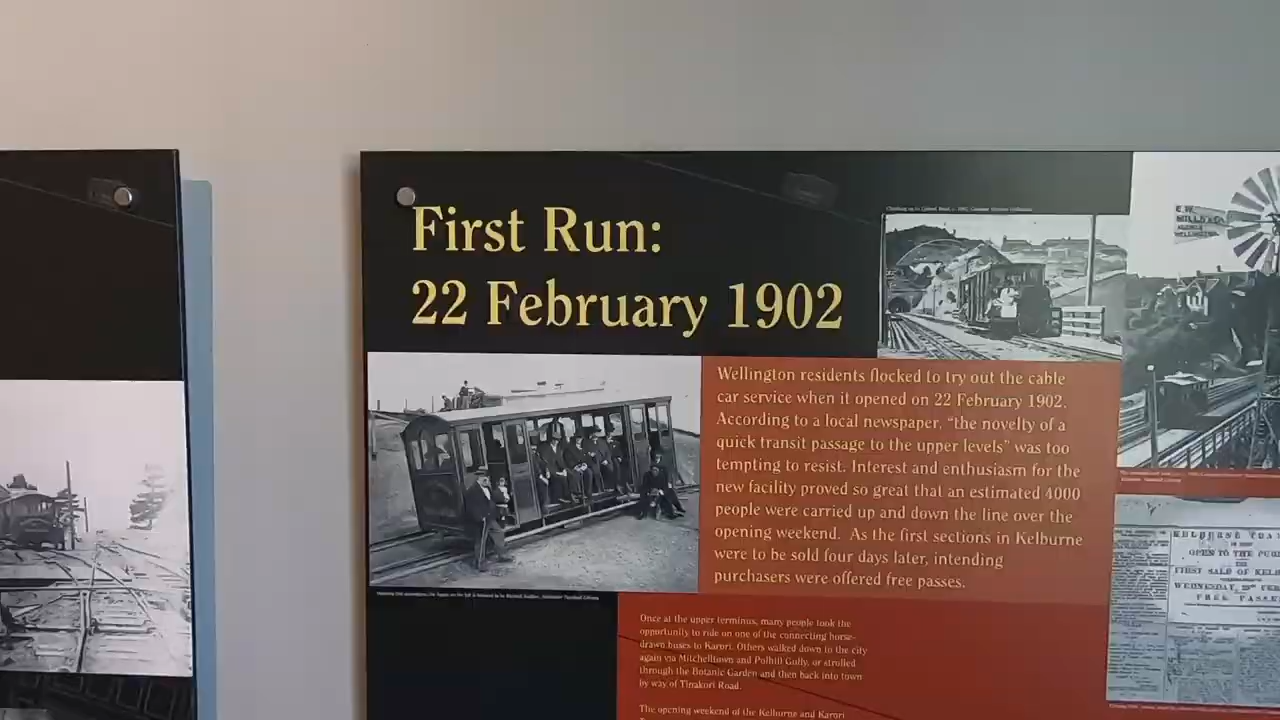 First Run:
22 February 1902
Wellington residents flocked to try out the cable
car service when it opened on 22 February 1902.
According to a local newspaper, "the novelty of a
quick transit passage to the upper levels" was too
tempting to resist. Interest and enthusiasm for the
new facility proved so great that an estimated 4000
people were carried up and down the line over the
opening weekend. As the first sections in Kelburne
were to be sold four days later, intending
purchasers were offered free passes.
Once at the upper terminus, many people took the
opportunity to ride on one of the connecting horse-
drawn buses to Karori. Others walked down to the city
again via Mitchelltown and Polhill Gully, or strolled
through the Botanic Garden and then back into town
by way of Tinakori Road.
The opening weekend of the Kelburne and Karori
KELBURNE
OPEN TO THE
FIRST SALE OF
WEDNESDAY,
FREE